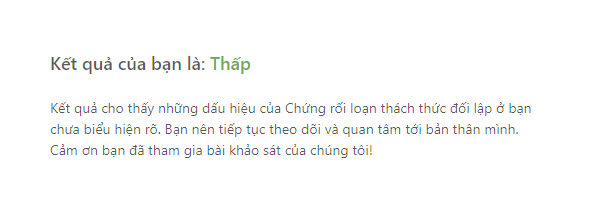 Kết quả của bạn là: Thấp
Kết quả cho thấy những dấu hiệu của Chứng rối loạn thách thức đối lập ở bạn
chưa biểu hiện rõ. Bạn nên tiếp tục theo dõi và quan tâm tới bản thân mình.
Cảm ơn bạn đã tham gia bài khảo sát của chúng tôi!